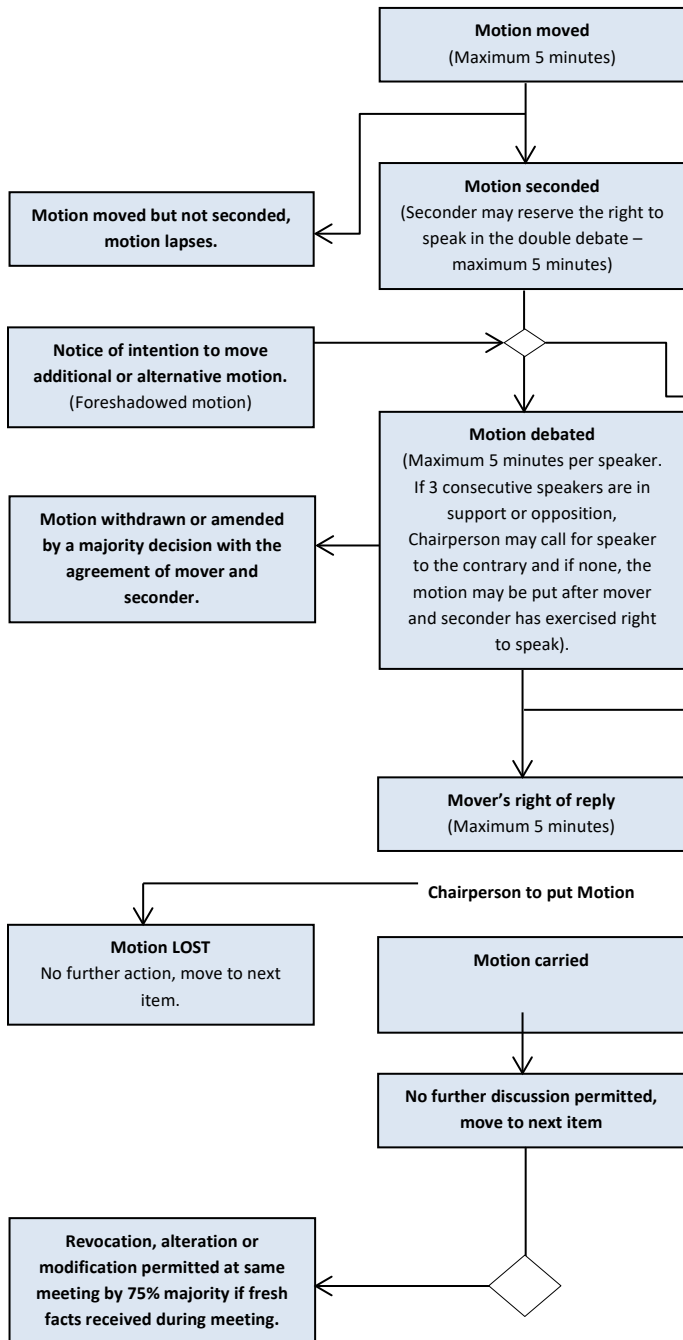 Motion moved
(Maximum 5 minutes)
Motion seconded
(Seconder may reserve the right to
speak in the double debate –
maximum 5 minutes)
Motion moved but not seconded,
motion lapses.
Notice of intention to move
additional or alternative motion.
(Foreshadowed motion)
Motion debated
(Maximum 5 minutes per speaker.
If 3 consecutive speakers are in
support or opposition,
Chairperson may call for speaker
to the contrary and if none, the
motion may be put after mover
and seconder has exercised right
to speak).
Motion withdrawn or amended
by a majority decision with the
agreement of mover and
seconder.
Mover’s right of reply
(Maximum 5 minutes)
Chairperson to put Motion
Motion LOST
No further action, move to next
item.
Motion carried
No further discussion permitted,
move to next item
Revocation, alteration or
modification permitted at same
meeting by 75% majority if fresh
facts received during meeting.